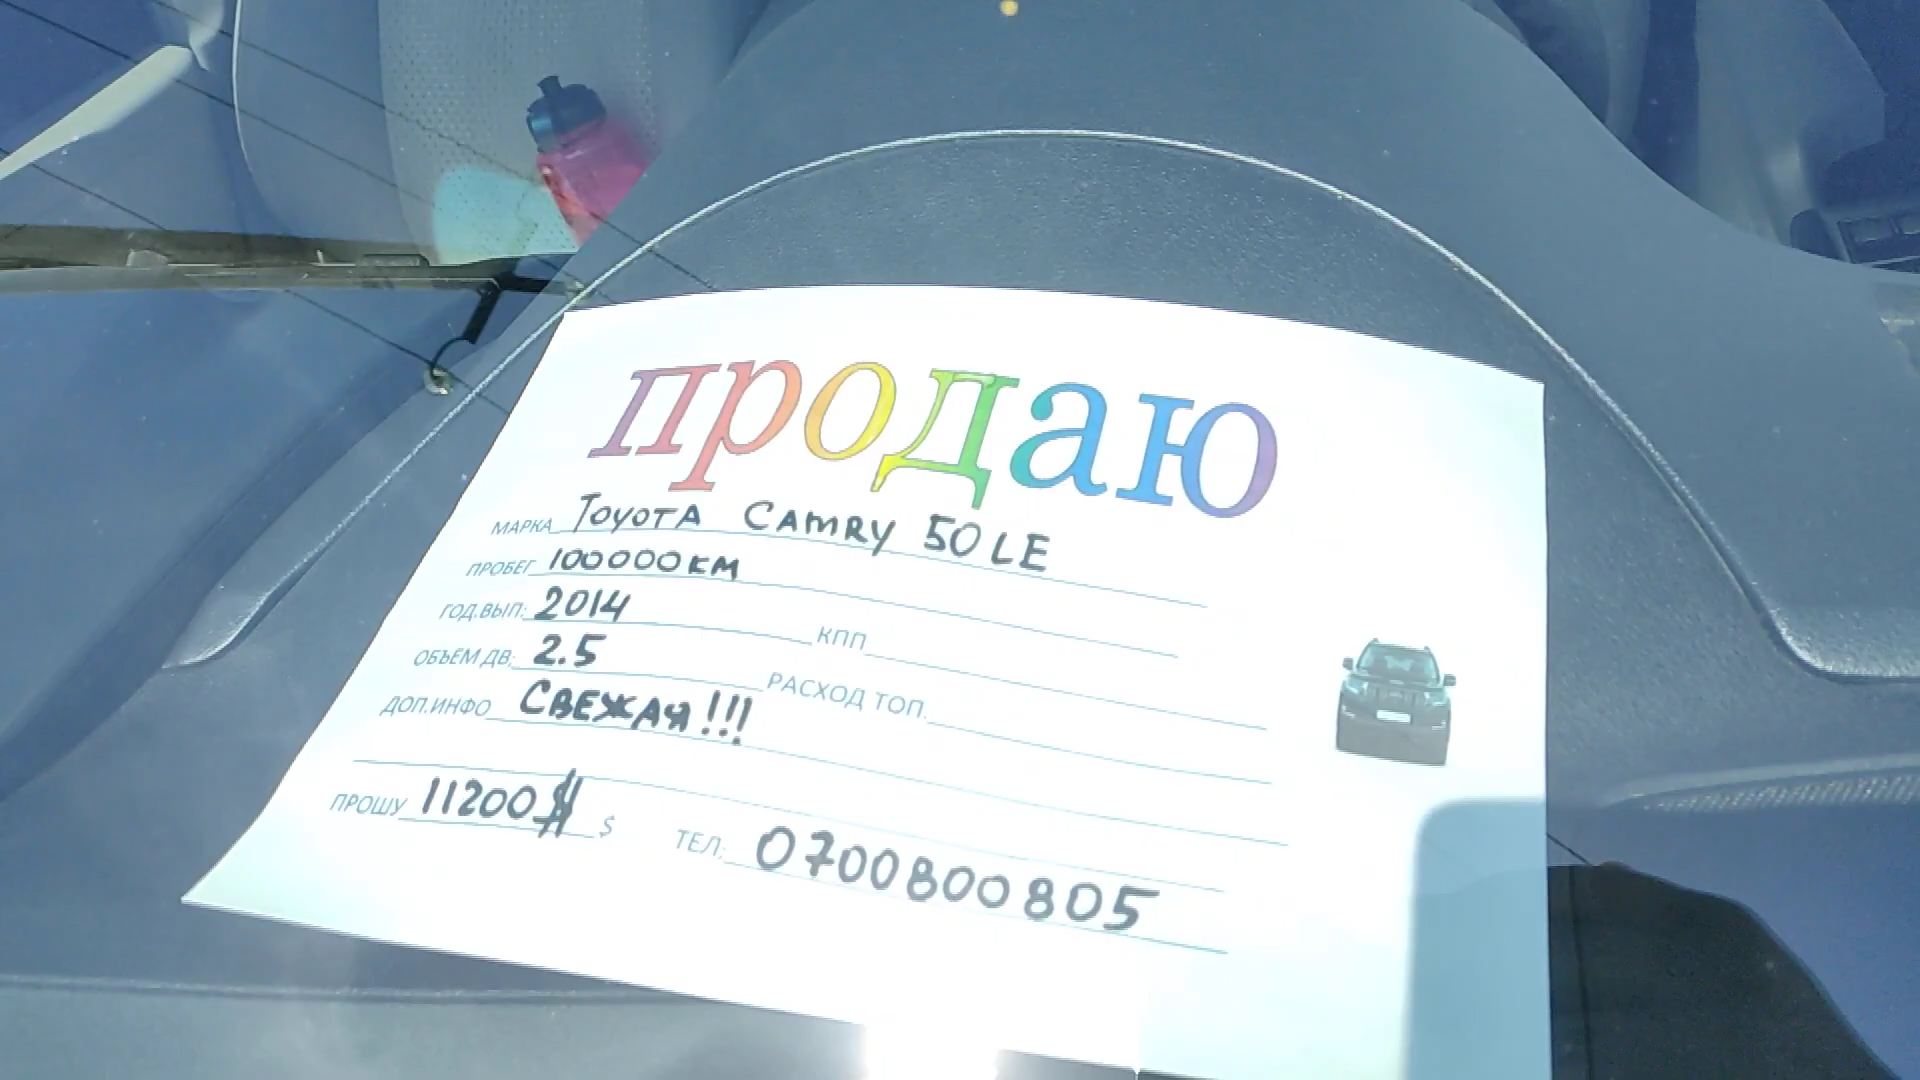 продаю
МАРКА TOYOTA CAMRY 50 LE
ПРОБЕГ 100000 КМ
ГОД.ВЫП: 2014 КПП
ОБЪЕМ ДВ; 2.5 РАСХОД ТОП.
ДОП.ИНФО СВЕЖАЯ!!!
ПРОШУ 11200$ $ ТЕЛ: 0700800805